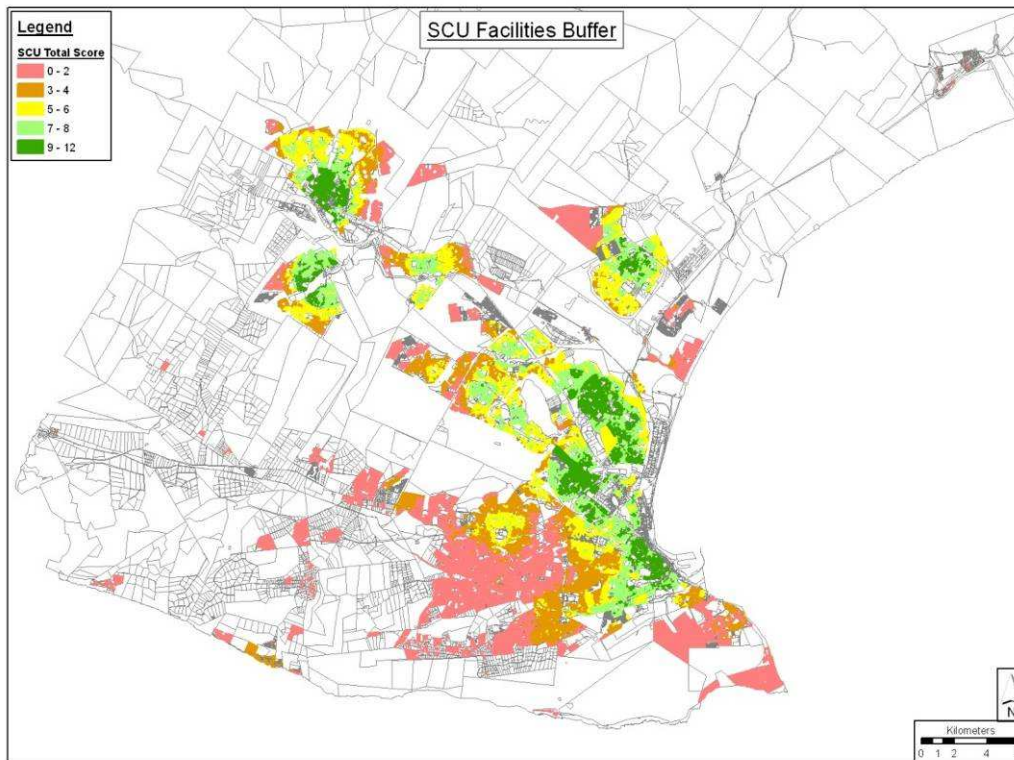 Legend
SCU Total Score
0 - 2
3 - 4
5 - 6
7 - 8
9 - 12
SCU Facilities Buffer
N
Kilometers
0 1 2 4